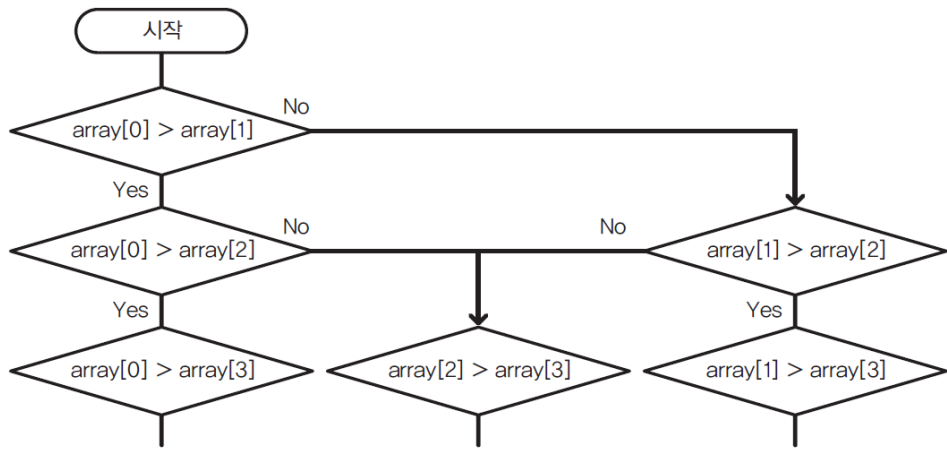 시작
No
array[0] > array[1]
Yes
No
No
array[0] > array[2]
array[1] > array[2]
Yes
Yes
array[0] > array[3]
array[2] > array[3]
array[1] > array[3]